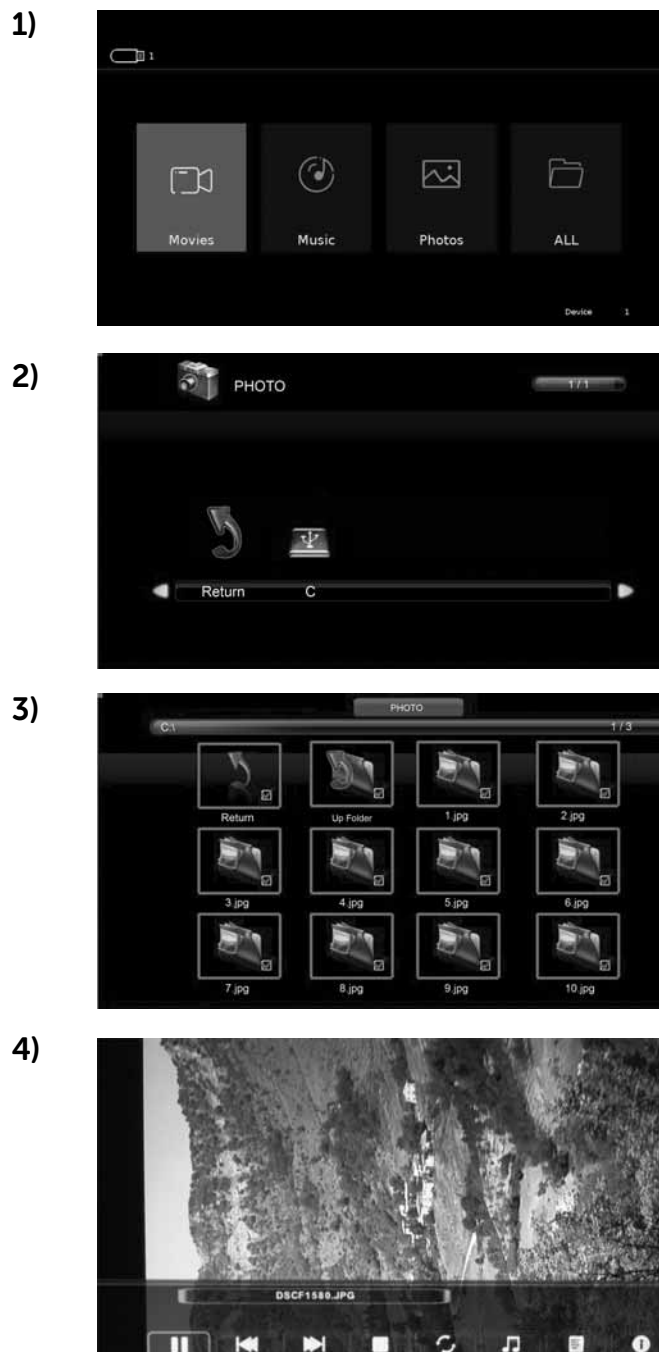 1)
1
Movies Music Photos ALL
Device 1
2)
PHOTO 1 / 1
Return C
3)
PHOTO
C:\ 1 / 3
Return Up Folder 1.jpg 2.jpg
3.jpg 4.jpg 5.jpg 6.jpg
7.jpg 8.jpg 9.jpg 10.jpg
4)
DSCF1580.JPG